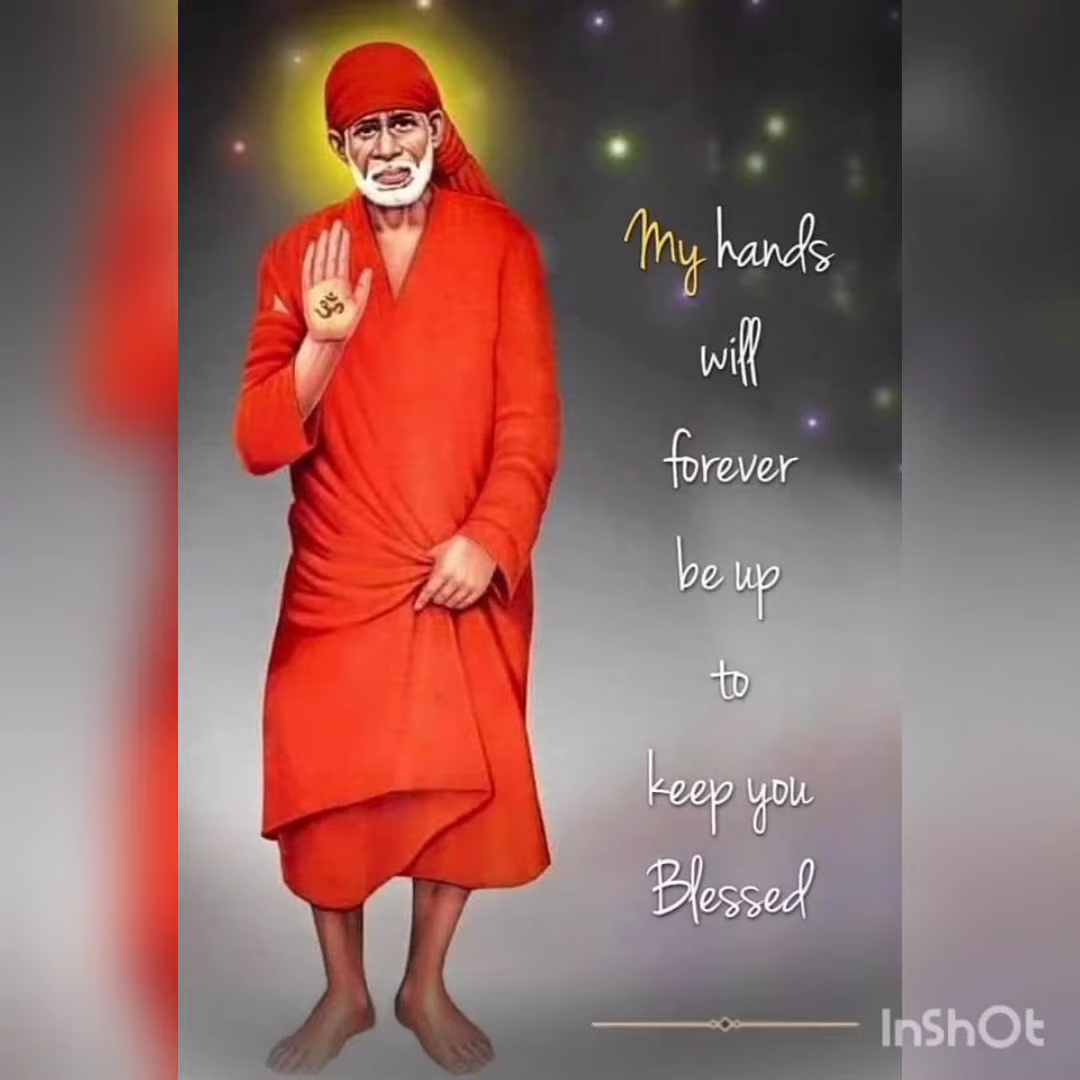 ॐ
My hands
will
forever
be up
to
keep you
Blessed
InShOt